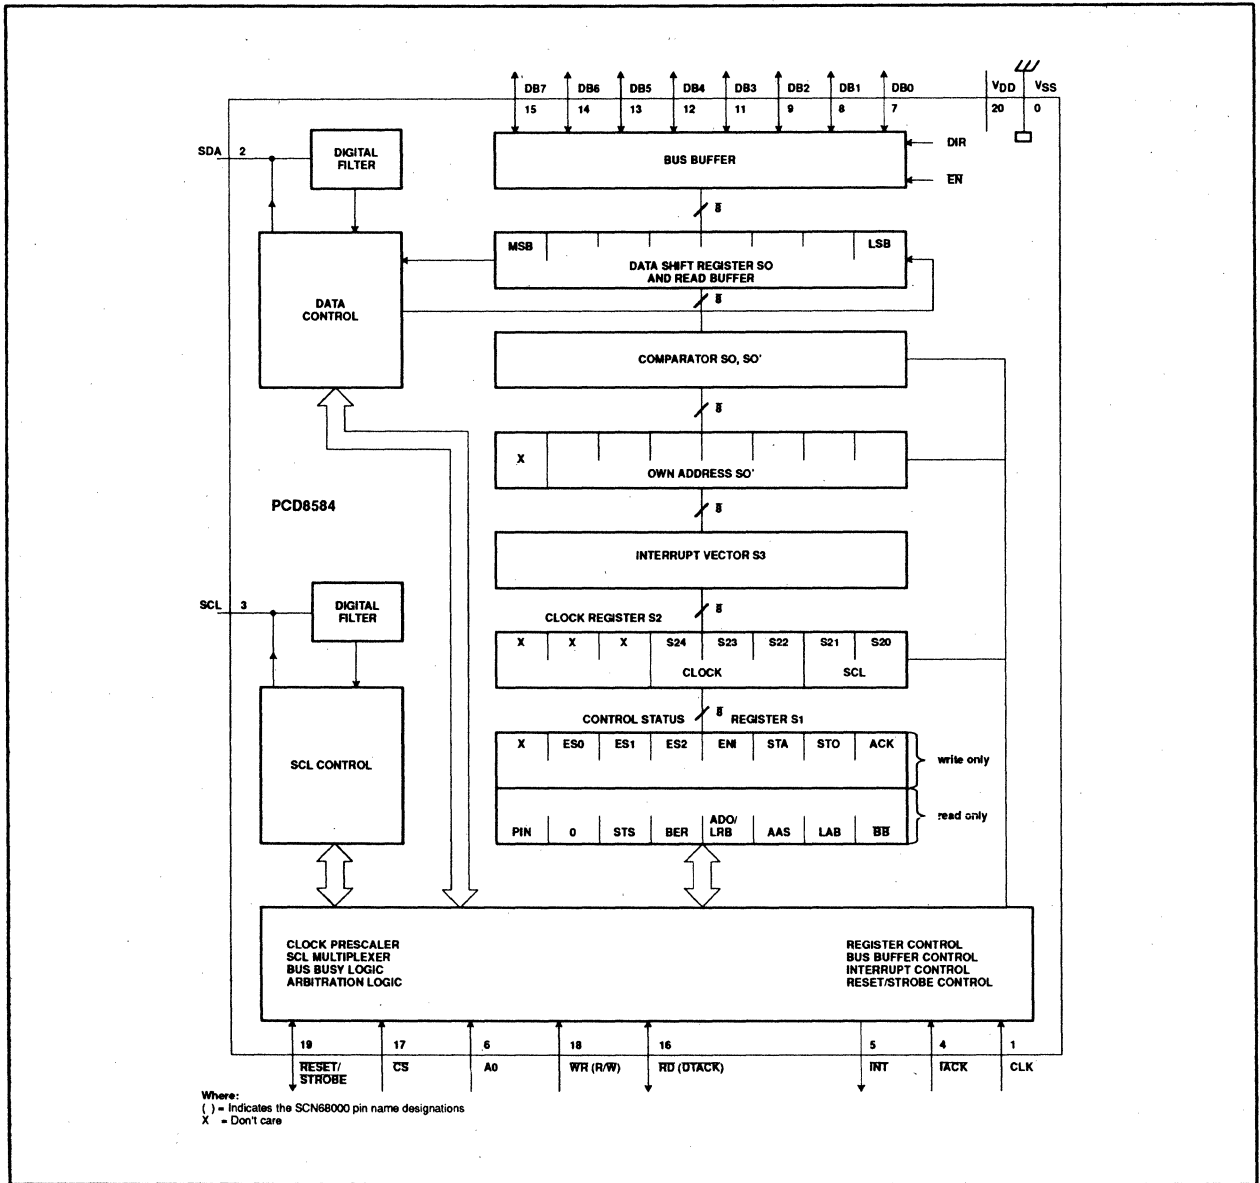 DB7 DB6 DB5 DB4 DB3 DB2 DB1 DB0 VDD VSS
15 14 13 12 11 9 8 7 20 0
SDA 2
DIGITAL
FILTER
BUS BUFFER
DIR
EN
8
MSB LSB
DATA SHIFT REGISTER SO
AND READ BUFFER
8
DATA
CONTROL
COMPARATOR SO, SO'
8
X
OWN ADDRESS SO'
8
PCD8584
INTERRUPT VECTOR S3
8
SCL 3
DIGITAL
FILTER
CLOCK REGISTER S2
X X X S24 S23 S22 S21 S20
CLOCK SCL
8
CONTROL STATUS REGISTER S1
X ES0 ES1 ES2 ENI STA STO ACK
write only
SCL CONTROL
PIN 0 STS BER ADO/
LRB AAS LAB BB
read only
CLOCK PRESCALER
SCL MULTIPLEXER
BUS BUSY LOGIC
ARBITRATION LOGIC
REGISTER CONTROL
BUS BUFFER CONTROL
INTERRUPT CONTROL
RESET/STROBE CONTROL
19 17 6 18 16 5 4 1
RESET/
STROBE CS A0 WR (R/W) RD (DTACK) INT IACK CLK
Where:
( ) = Indicates the SCN68000 pin name designations
X = Don't care